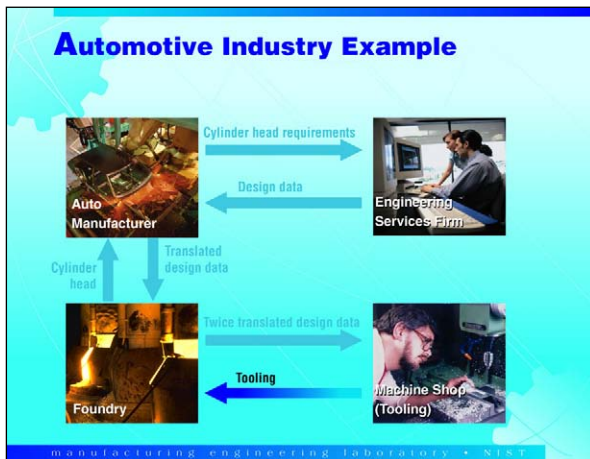 Automotive Industry Example
Cylinder head requirements
Design data
Auto
Manufacturer
Engineering
Services Firm
Cylinder
head
Translated
design data
Twice translated design data
Tooling
Foundry
Machine Shop
(Tooling)
manufacturing engineering laboratory • NIST